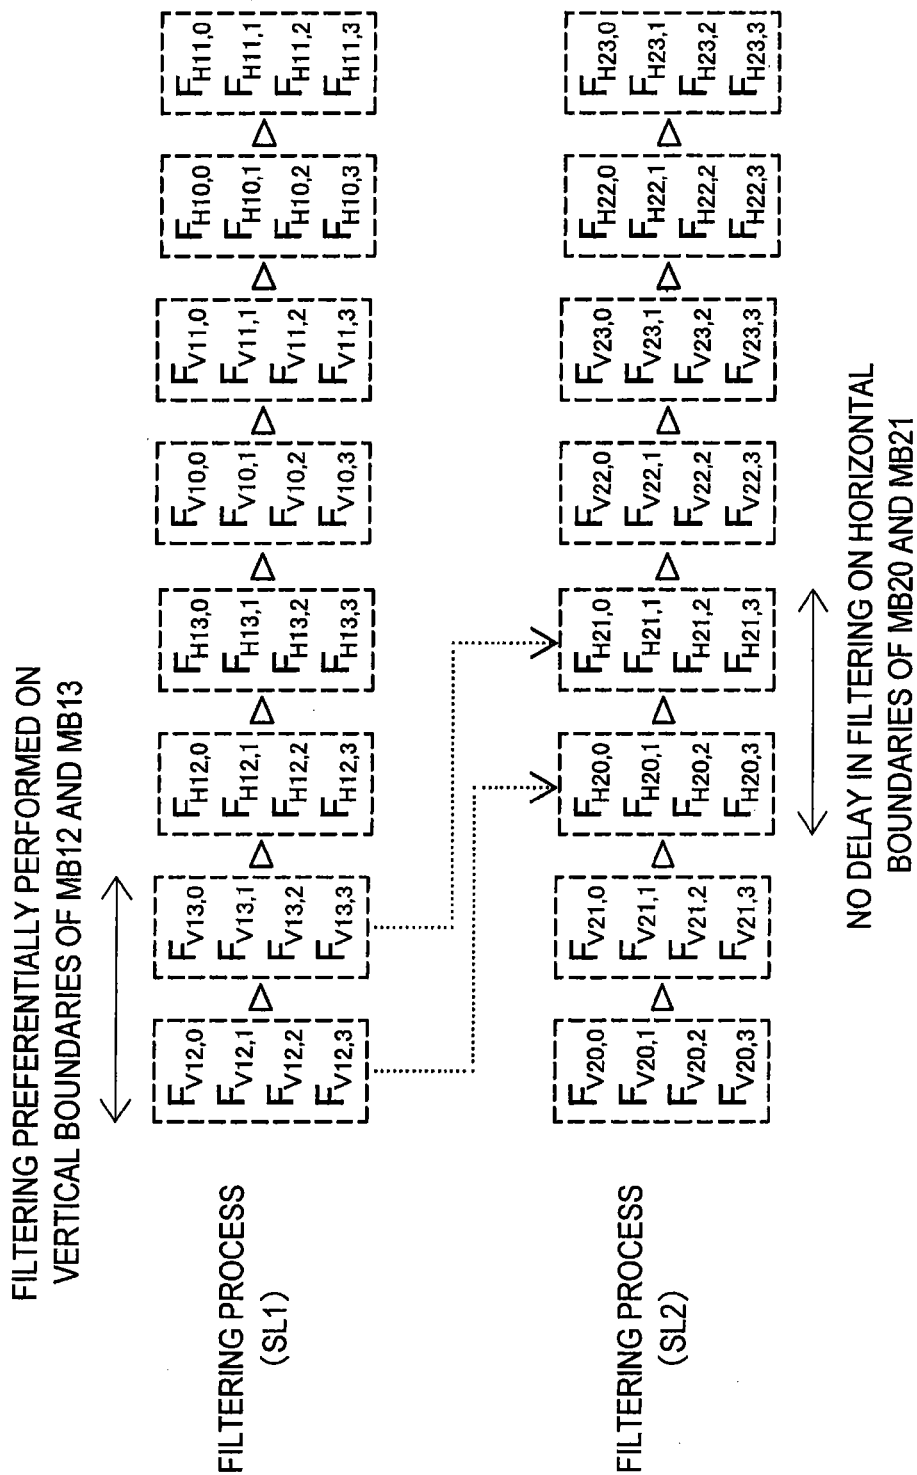 FILTERING PREFERENTIALLY PERFORMED ON
VERTICAL BOUNDARIES OF MB12 AND MB13
FILTERING PROCESS
(SL1)
FV12,0
FV12,1
FV12,2
FV12,3
FV13,0
FV13,1
FV13,2
FV13,3
FH12,0
FH12,1
FH12,2
FH12,3
FH13,0
FH13,1
FH13,2
FH13,3
FV10,0
FV10,1
FV10,2
FV10,3
FV11,0
FV11,1
FV11,2
FV11,3
FH10,0
FH10,1
FH10,2
FH10,3
FH11,0
FH11,1
FH11,2
FH11,3
FILTERING PROCESS
(SL2)
FV20,0
FV20,1
FV20,2
FV20,3
FV21,0
FV21,1
FV21,2
FV21,3
FH20,0
FH20,1
FH20,2
FH20,3
FH21,0
FH21,1
FH21,2
FH21,3
FV22,0
FV22,1
FV22,2
FV22,3
FV23,0
FV23,1
FV23,2
FV23,3
FH22,0
FH22,1
FH22,2
FH22,3
FH23,0
FH23,1
FH23,2
FH23,3
NO DELAY IN FILTERING ON HORIZONTAL
BOUNDARIES OF MB20 AND MB21